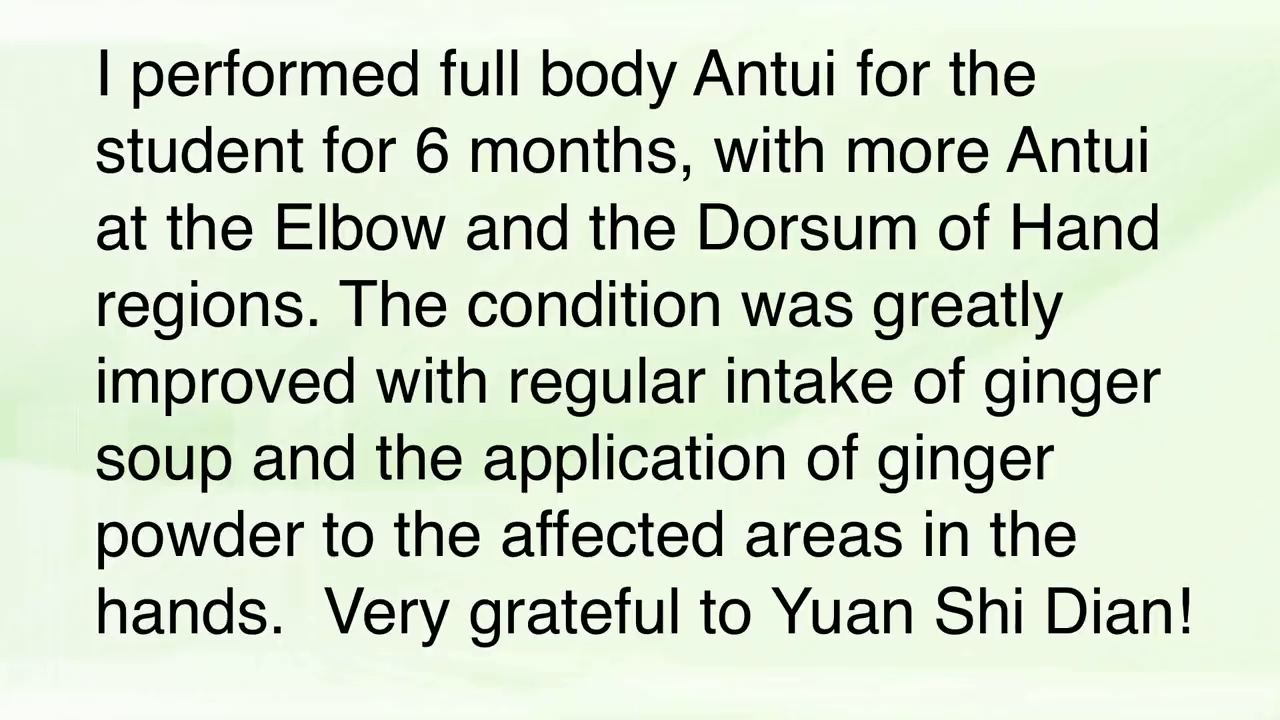 I performed full body Antui for the
student for 6 months, with more Antui
at the Elbow and the Dorsum of Hand
regions. The condition was greatly
improved with regular intake of ginger
soup and the application of ginger
powder to the affected areas in the
hands.  Very grateful to Yuan Shi Dian!